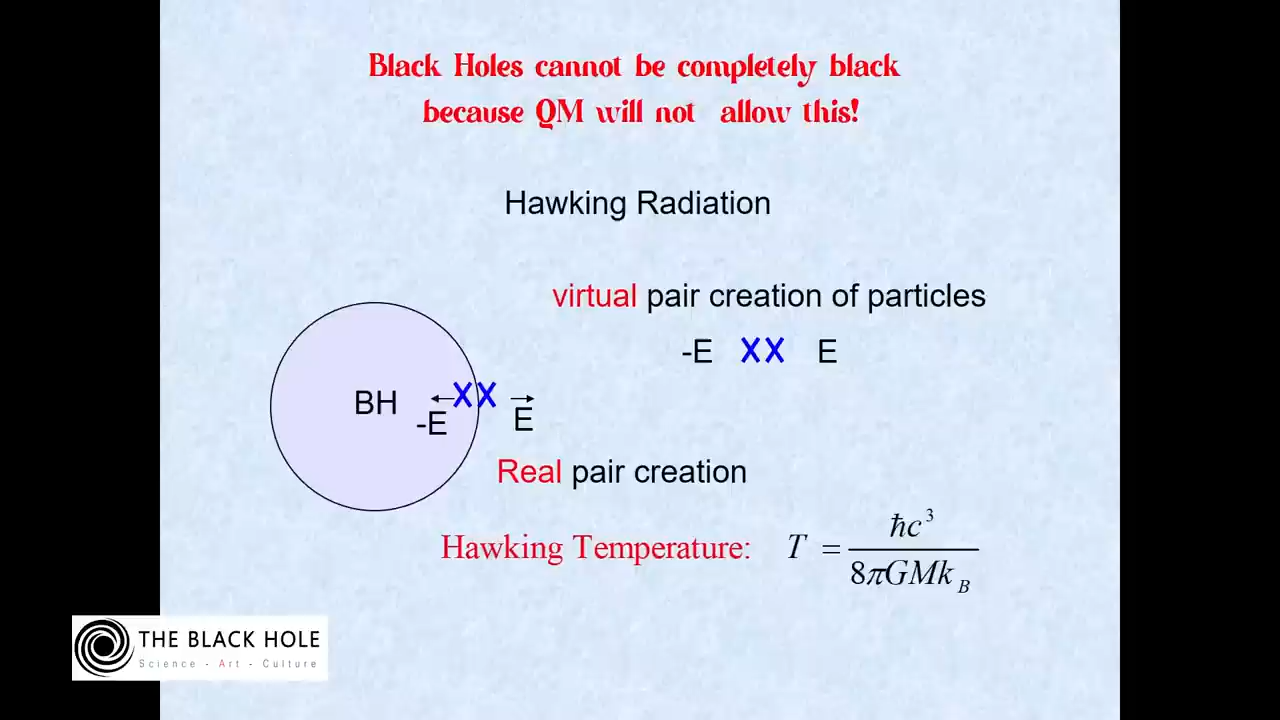 Black Holes cannot be completely black
because QM will not allow this!
Hawking Radiation
virtual pair creation of particles
-E XX E
BH
XX
-E E
Real pair creation
Hawking Temperature: T = ħc³ / 8πGMk_B
THE BLACK HOLE
Science - Art - Culture